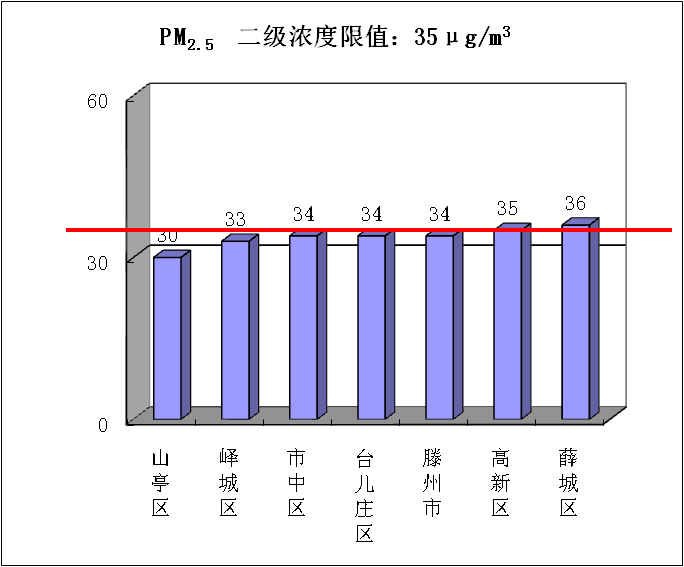 PM2.5 二级浓度限值：35μg/m³
60
30
0
30
33
34
34
34
35
36
山亭区
峄城区
市中区
台儿庄区
滕州市
高新区
薛城区